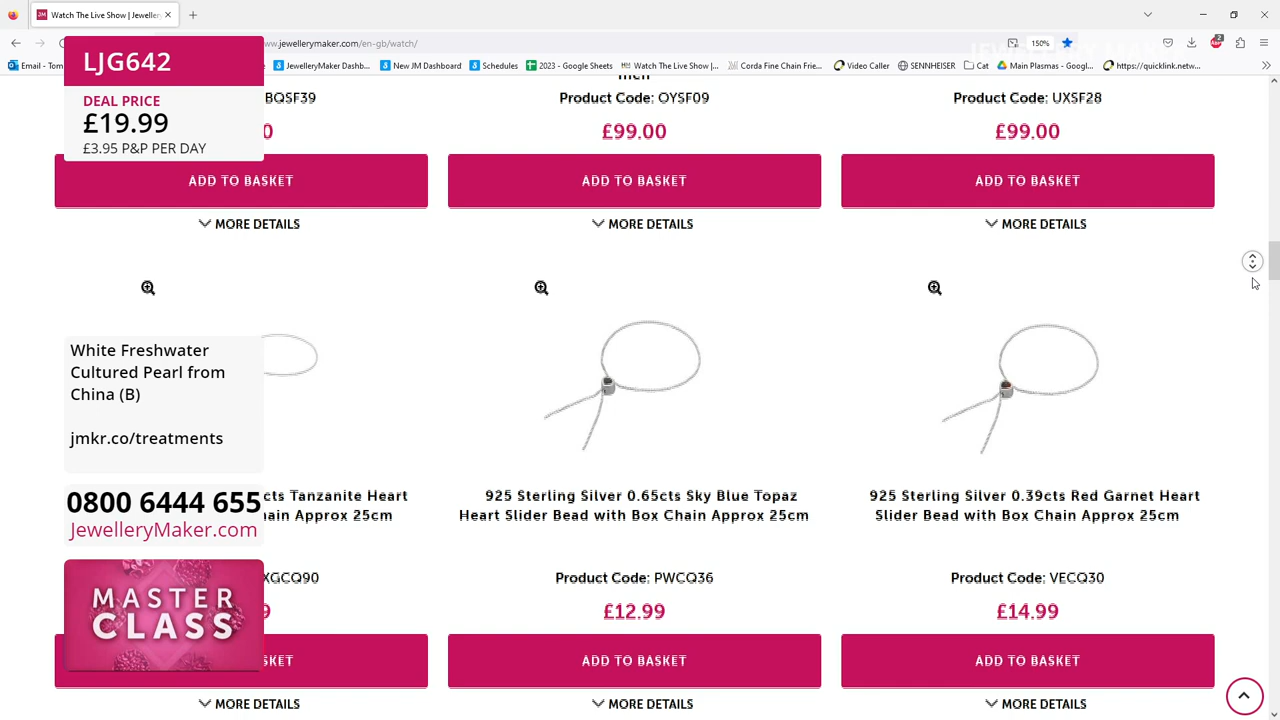 Watch The Live Show | Jeweller
www.jewellerymaker.com/en-gb/watch/
150%
2
Email - Tom
JewelleryMaker Dashb...
New JM Dashboard
Schedules
2023 - Google Sheets
Watch The Live Show |...
Corda Fine Chain Frie...
Video Caller
SENNHEISER
Cat
Main Plasmas - Googl...
https://quicklink.netw...
LJG642
DEAL PRICE
£19.99
£3.95 P&P PER DAY
BQSF39
Product Code: OYSF09
Product Code: UXSF28
0
£99.00
£99.00
ADD TO BASKET
ADD TO BASKET
ADD TO BASKET
MORE DETAILS
MORE DETAILS
MORE DETAILS
White Freshwater
Cultured Pearl from
China (B)
jmkr.co/treatments
0800 6444 655
JewelleryMaker.com
MASTER
CLASS
cts Tanzanite Heart
ain Approx 25cm
925 Sterling Silver 0.65cts Sky Blue Topaz
Heart Slider Bead with Box Chain Approx 25cm
925 Sterling Silver 0.39cts Red Garnet Heart
Slider Bead with Box Chain Approx 25cm
XGCQ90
Product Code: PWCQ36
Product Code: VECQ30
9
£12.99
£14.99
SKET
ADD TO BASKET
ADD TO BASKET
MORE DETAILS
MORE DETAILS
MORE DETAILS